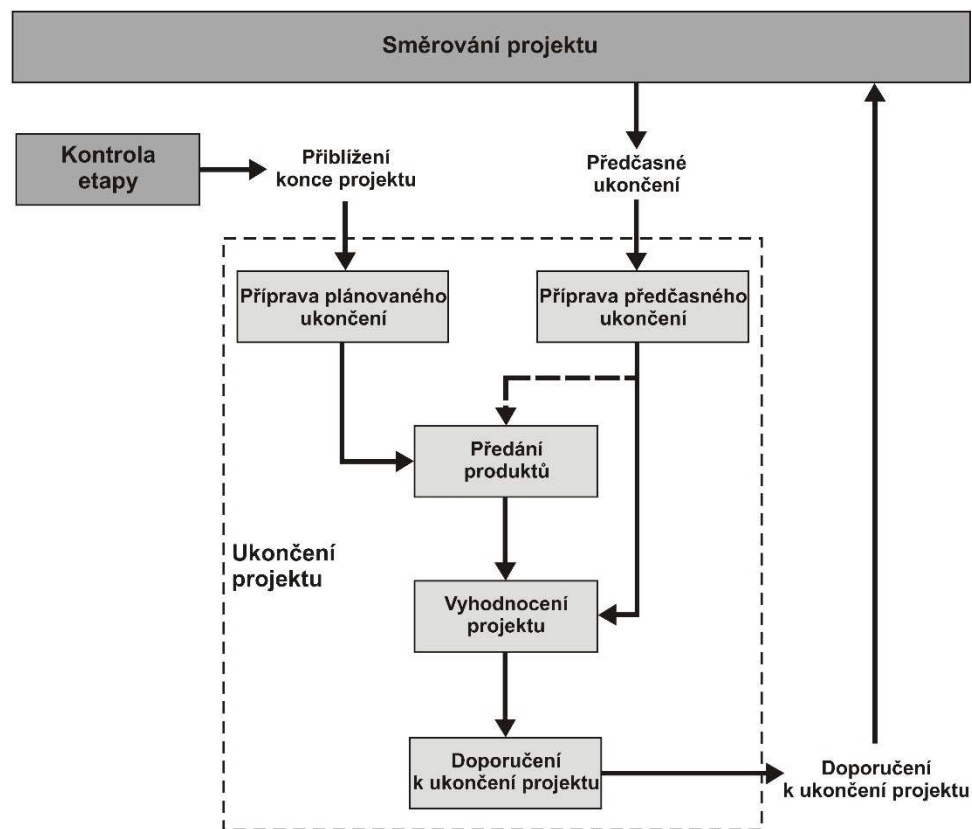 Směrování projektu
Kontrola
etapy
Přiblížení
konce projektu
Předčasné
ukončení
Příprava plánovaného
ukončení
Příprava předčasného
ukončení
Předání
produktů
Ukončení
projektu
Vyhodnocení
projektu
Doporučení
k ukončení projektu
Doporučení
k ukončení projektu